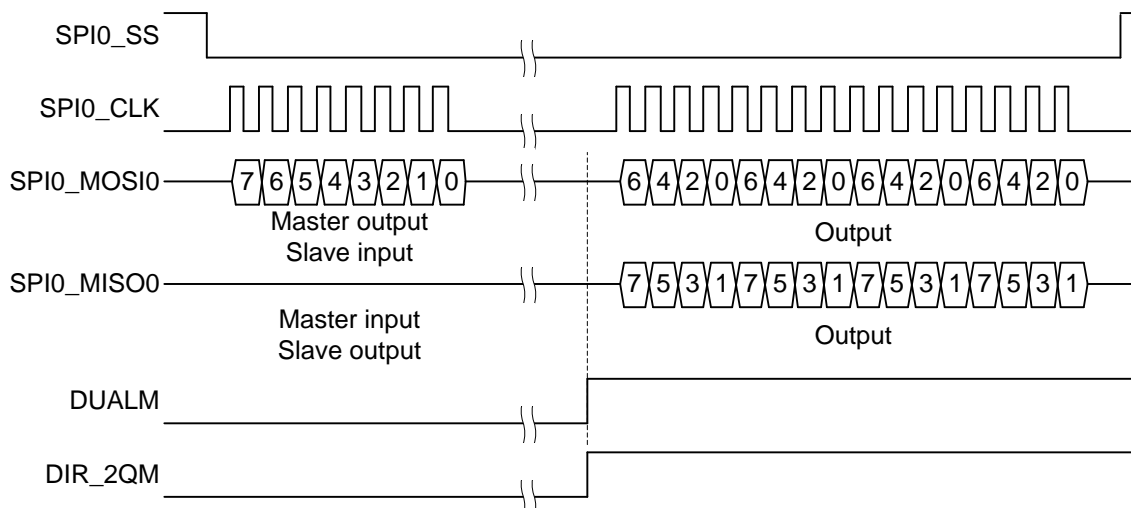 SPI0_SS
SPI0_CLK
SPI0_MOSI0 7 6 5 4 3 2 1 0 6 4 2 0 6 4 2 0 6 4 2 0 6 4 2 0
Master output
Slave input
Output
SPI0_MISO0 7 5 3 1 7 5 3 1 7 5 3 1 7 5 3 1
Master input
Slave output
Output
DUALM
DIR_2QM